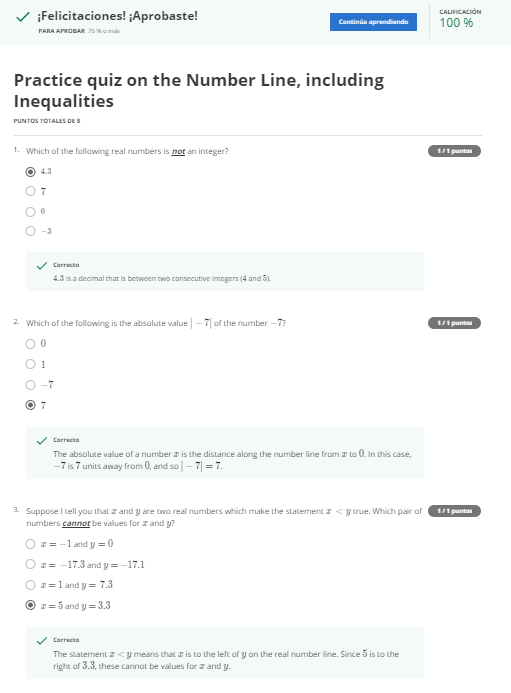 ¡Felicitaciones! ¡Aprobaste!
PARA APROBAR 75 % o más
Continúa aprendiendo
CALIFICACIÓN
100 %
Practice quiz on the Number Line, including
Inequalities
PUNTOS TOTALES DE 8
1. Which of the following real numbers is not an integer?
1 / 1 puntos
4.3
7
0
−3
Correcto
4.3 is a decimal that is between two consecutive integers (4 and 5).
2. Which of the following is the absolute value | − 7| of the number −7?
1 / 1 puntos
0
1
−7
7
Correcto
The absolute value of a number x is the distance along the number line from x to 0. In this case,
−7 is 7 units away from 0, and so | − 7| = 7.
3. Suppose I tell you that x and y are two real numbers which make the statement x < y true. Which pair of
numbers cannot be values for x and y?
1 / 1 puntos
x = −1 and y = 0
x = −17.3 and y = −17.1
x = 1 and y = 7.3
x = 5 and y = 3.3
Correcto
The statement x < y means that x is to the left of y on the real number line. Since 5 is to the
right of 3.3, these cannot be values for x and y.